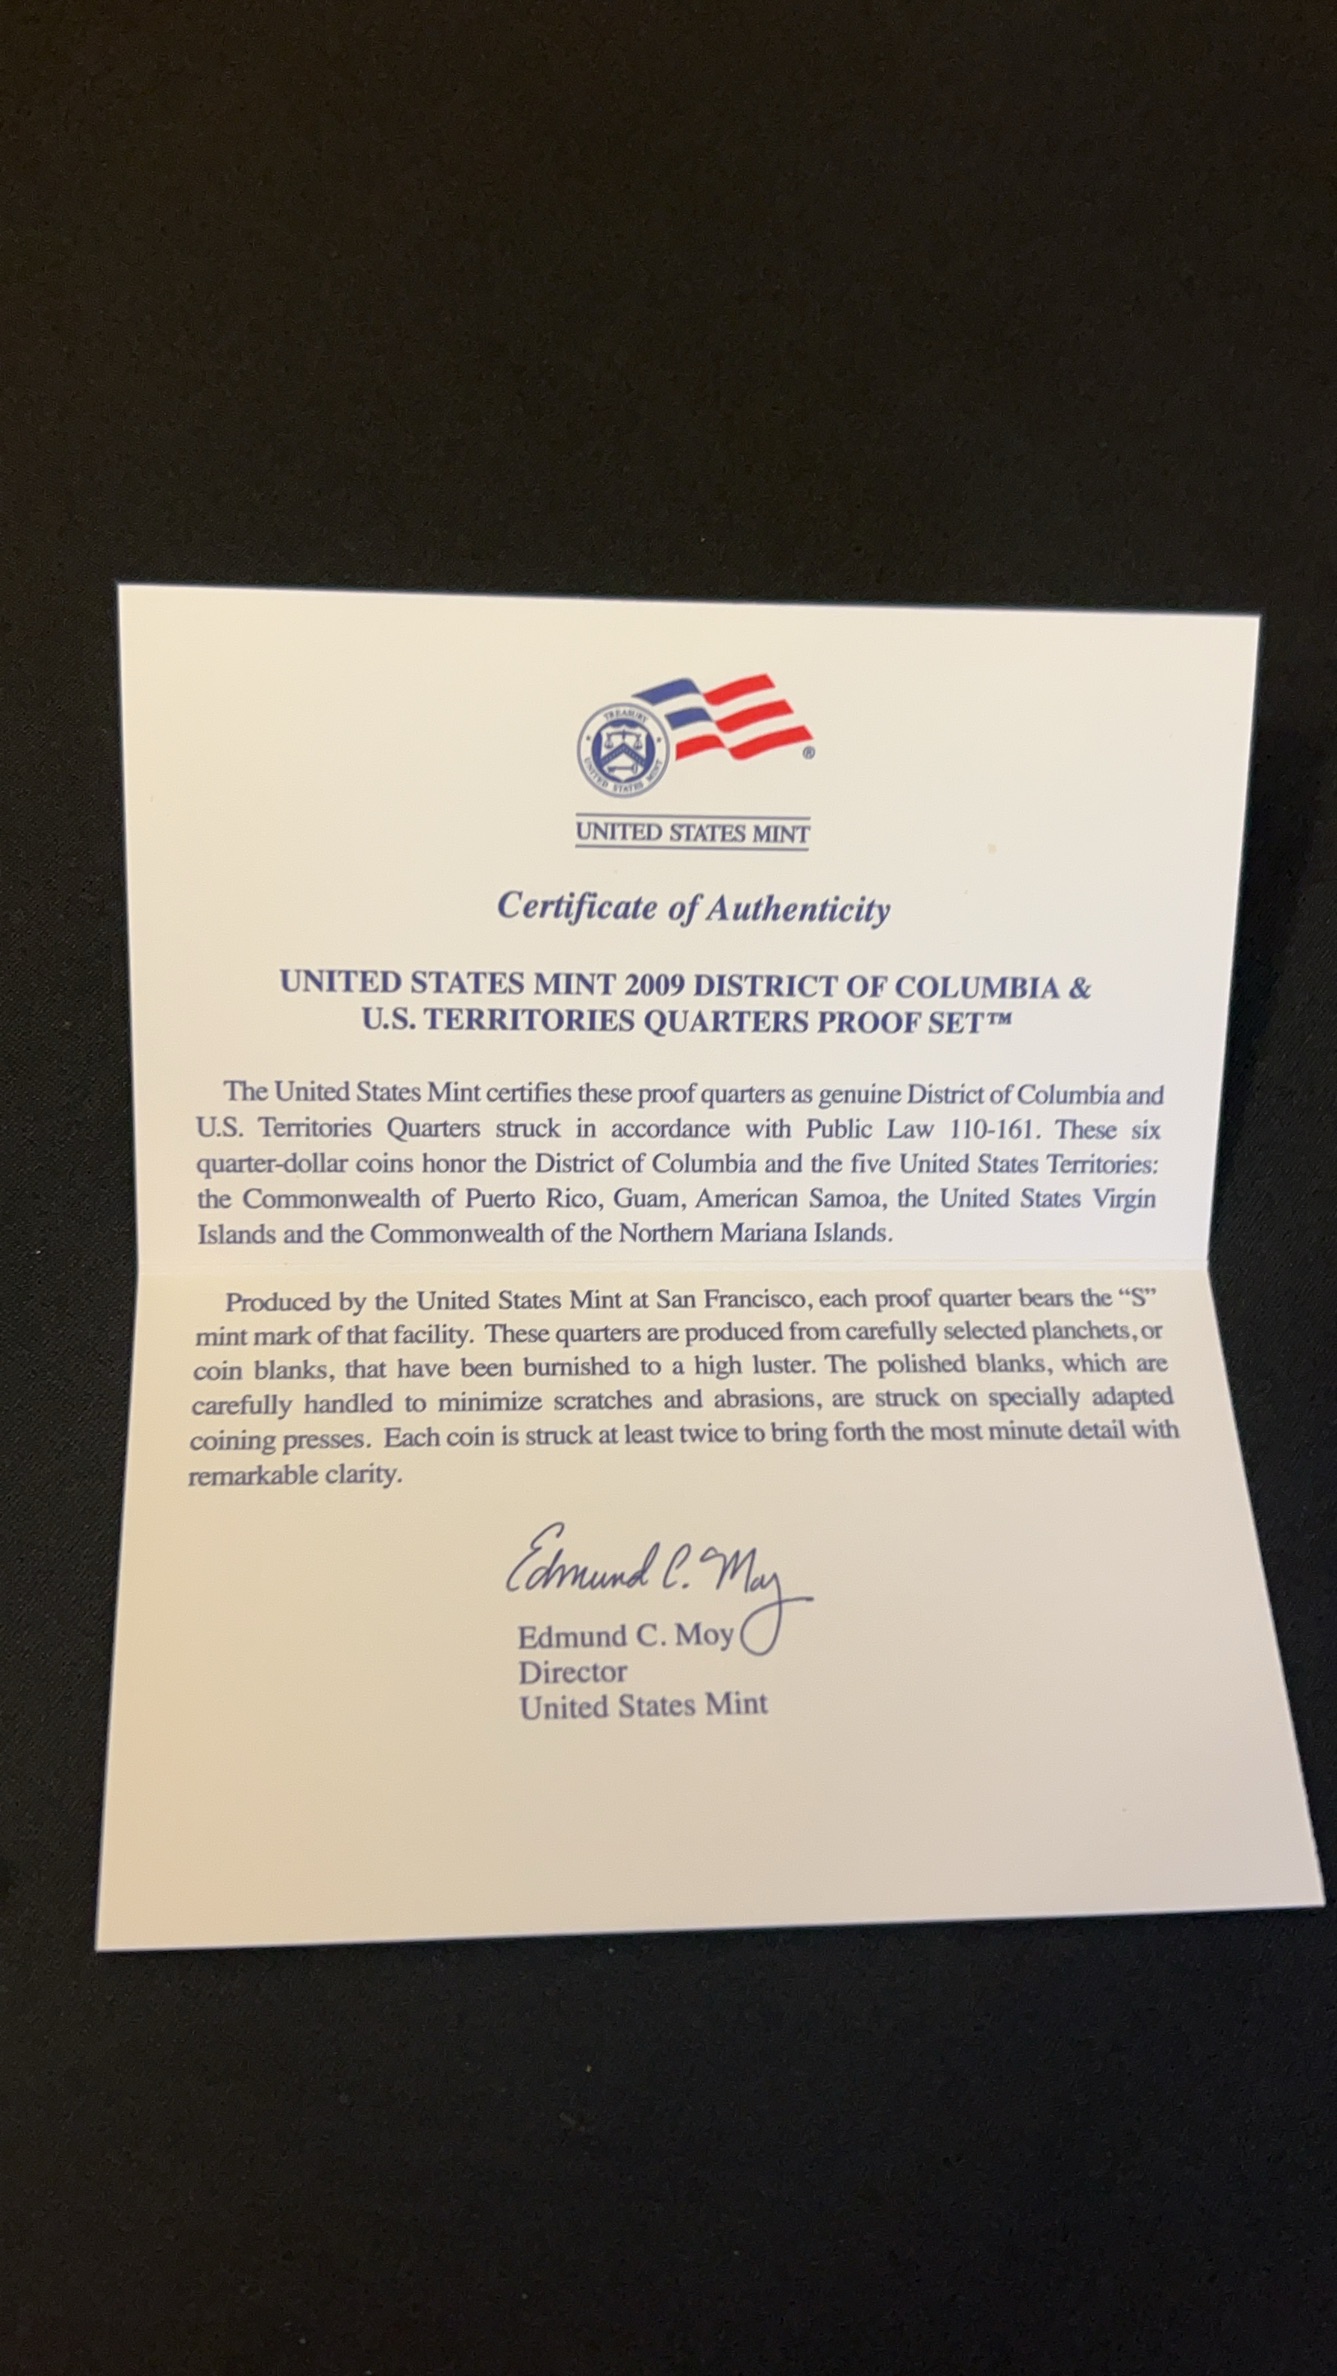 TREASURY
UNITED STATES MINT
®
UNITED STATES MINT
Certificate of Authenticity
UNITED STATES MINT 2009 DISTRICT OF COLUMBIA &
U.S. TERRITORIES QUARTERS PROOF SET™
The United States Mint certifies these proof quarters as genuine District of Columbia and
U.S. Territories Quarters struck in accordance with Public Law 110-161. These six
quarter-dollar coins honor the District of Columbia and the five United States Territories:
the Commonwealth of Puerto Rico, Guam, American Samoa, the United States Virgin
Islands and the Commonwealth of the Northern Mariana Islands.
Produced by the United States Mint at San Francisco, each proof quarter bears the “S”
mint mark of that facility. These quarters are produced from carefully selected planchets, or
coin blanks, that have been burnished to a high luster. The polished blanks, which are
carefully handled to minimize scratches and abrasions, are struck on specially adapted
coining presses. Each coin is struck at least twice to bring forth the most minute detail with
remarkable clarity.
Edmund C. Moy
Edmund C. Moy
Director
United States Mint